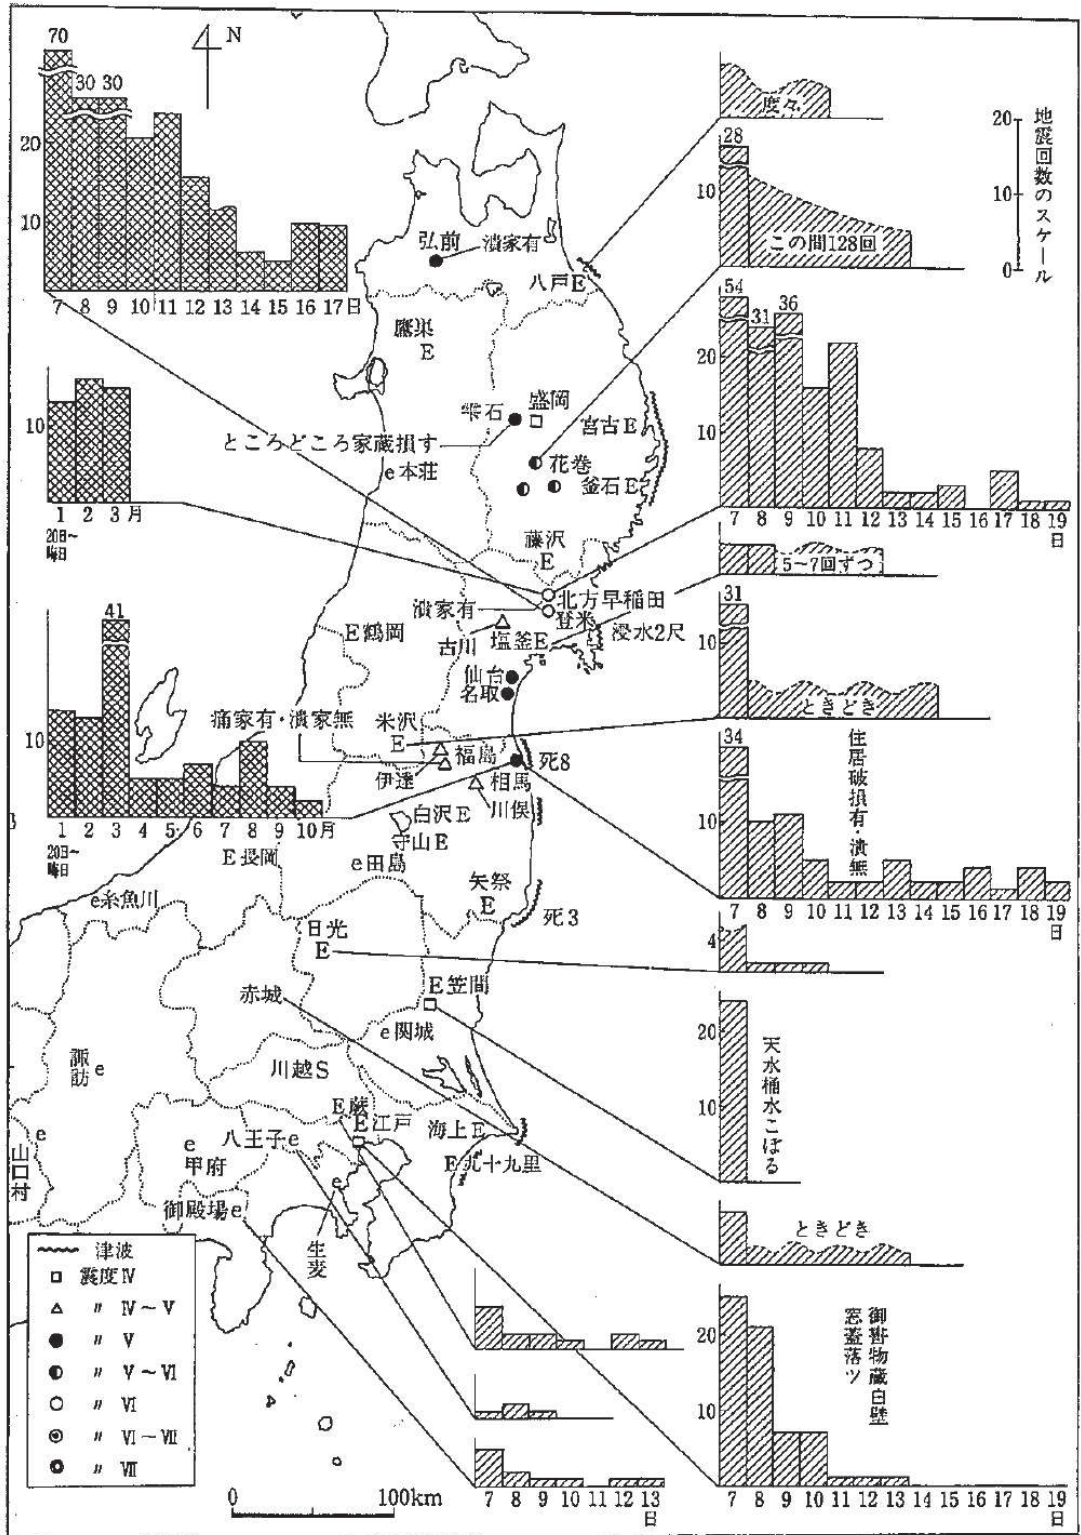 70
30 30
20
10
7 8 9 10 11 12 13 14 15 16 17日
N
度々
28
10
この間128回
20
10
0
地震回数のスケール
弘前
潰家有
八戸E
鷹巣
E
54
31
36
20
10
7 8 9 10 11 12 13 14 15 16 17 18 19
日
雫石
盛岡
宮古E
ところどころ家蔵損す
e本荘
花巻
釜石E
藤沢
E
10
1 2 3月
20日~
晦日
5~7回ずつ
潰家有
北方早稲田
登米
E鶴岡
古川
塩釜E
浸水2尺
仙台
名取
31
10
ときどき
41
10
1 2 3 4 5 6 7 8 9 10月
20日~
晦日
痛家有・潰家無
米沢
E
福島
伊達
相馬
死8
川俣
白沢E
守山E
E長岡
e田島
e糸魚川
矢祭
E
死3
34
10
住居破損有・潰無
7 8 9 10 11 12 13 14 15 16 17 18 19
日
日光
E
4
赤城
E笠間
e関城
20
10
天水桶水こぼる
諏訪e
川越S
E蕨
E江戸
海上E
八王子e
E九十九里
e
山口村
e
甲府
御殿場e
e
生麦
ときどき
津波
震度Ⅳ
〃 Ⅳ~Ⅴ
〃 Ⅴ
〃 Ⅴ~Ⅵ
〃 Ⅵ
〃 Ⅵ~Ⅶ
〃 Ⅶ
0 100km
7 8 9 10 11 12 13
日
20
10
御書物蔵白壁
窓蓋落ツ
7 8 9 10 11 12 13 14 15 16 17 18 19
日